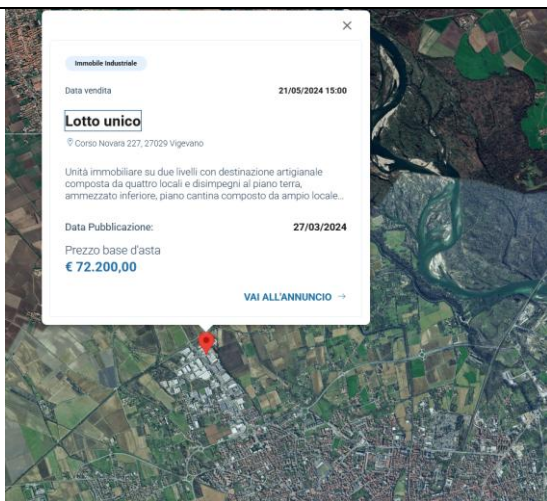 Immobile Industriale
Data vendita 21/05/2024 15:00
Lotto unico
Corso Novara 227, 27029 Vigevano
Unità immobiliare su due livelli con destinazione artigianale
composta da quattro locali e disimpegni al piano terra,
ammezzato inferiore, piano cantina composto da ampio locale...
Data Pubblicazione: 27/03/2024
Prezzo base d'asta
€ 72.200,00
VAI ALL'ANNUNCIO →